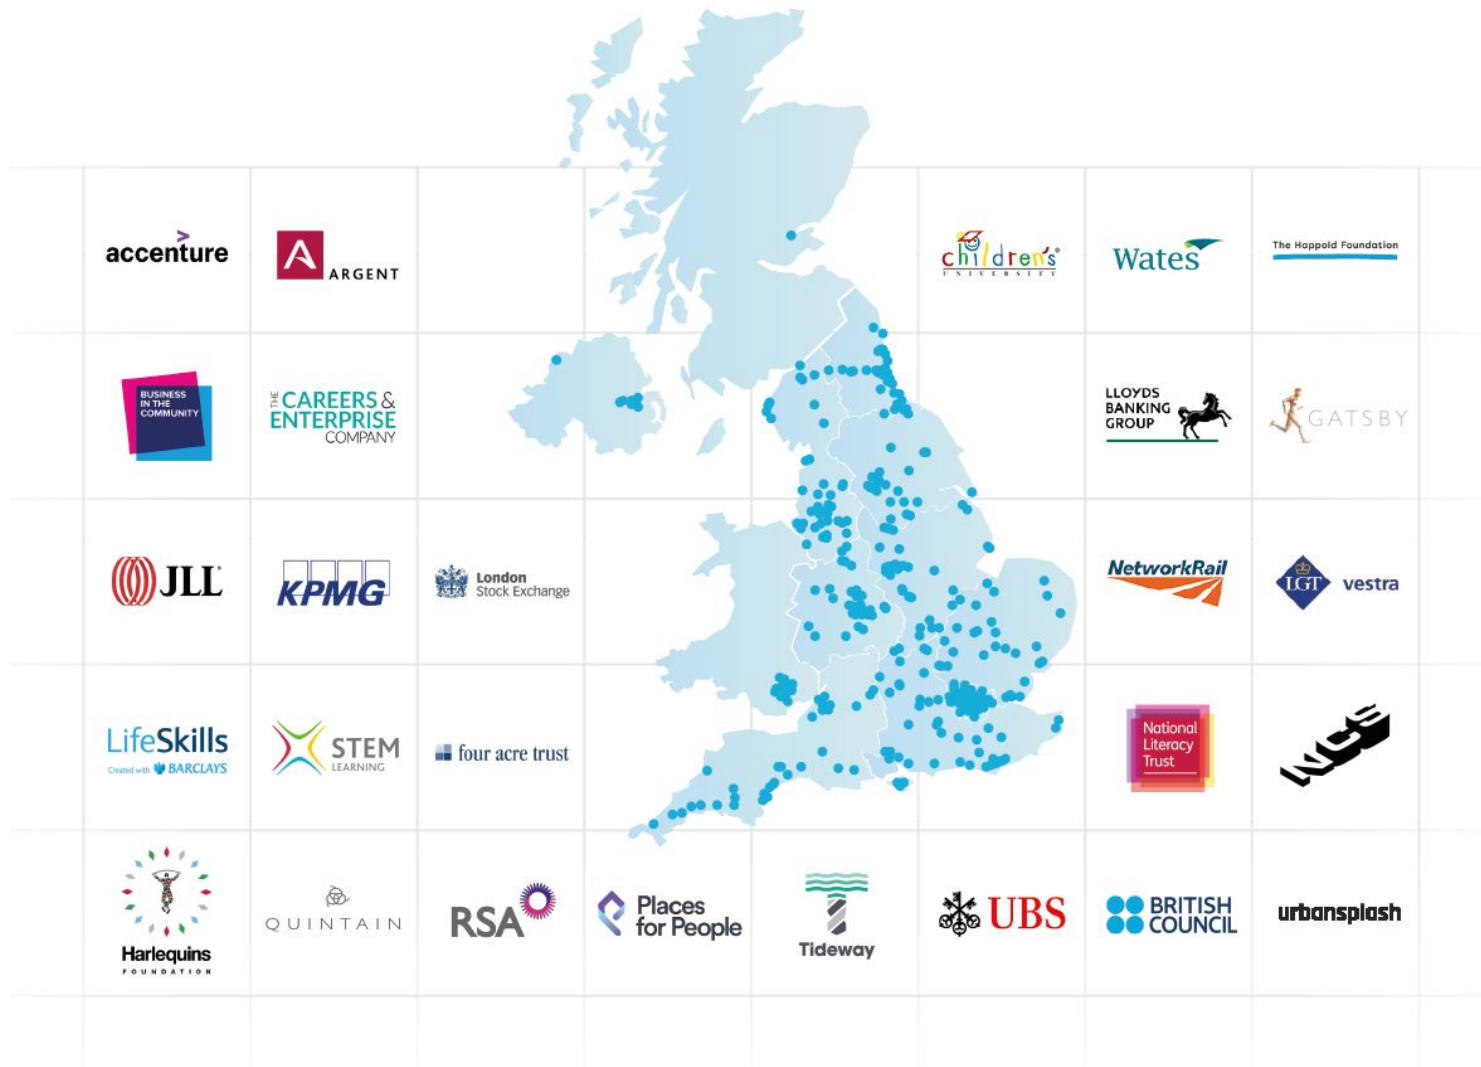 accenture
ARGENT
children's
UNIVERSITY
Wates
The Happold Foundation
BUSINESS
IN THE
COMMUNITY
THE CAREERS &
ENTERPRISE
COMPANY
LLOYDS
BANKING
GROUP
GATSBY
JLL
KPMG
London
Stock Exchange
NetworkRail
LGT vestra
LifeSkills
Created with BARCLAYS
STEM
LEARNING
four acre trust
National
Literacy
Trust
NCS
Harlequins
FOUNDATION
QUINTAIN
RSA
Places
for People
Tideway
UBS
BRITISH
COUNCIL
urbansplash